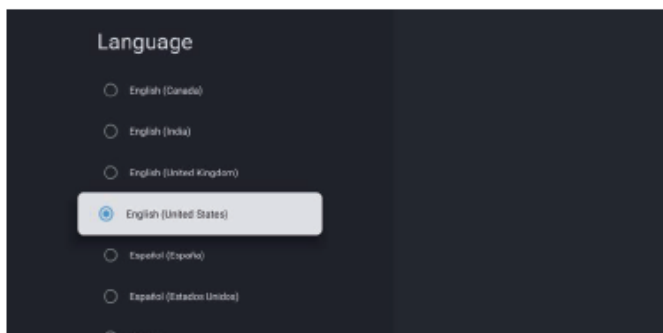 Language
English (Canada)
English (India)
English (United Kingdom)
English (United States)
Español (España)
Español (Estados Unidos)